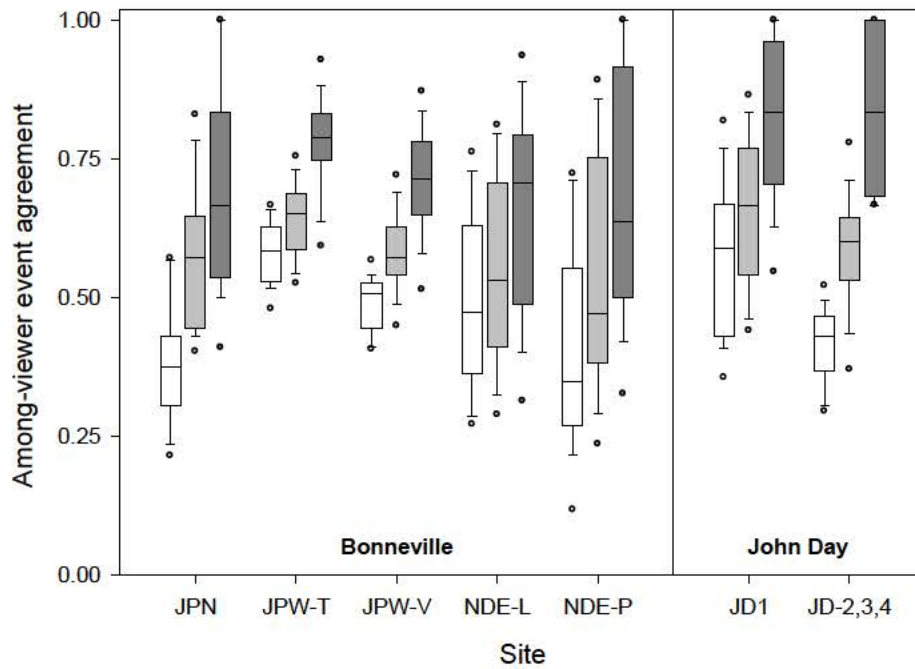 Among-viewer event agreement
1.00
0.75
0.50
0.25
0.00
Bonneville
John Day
JPN JPW-T JPW-V NDE-L NDE-P JD1 JD-2,3,4
Site